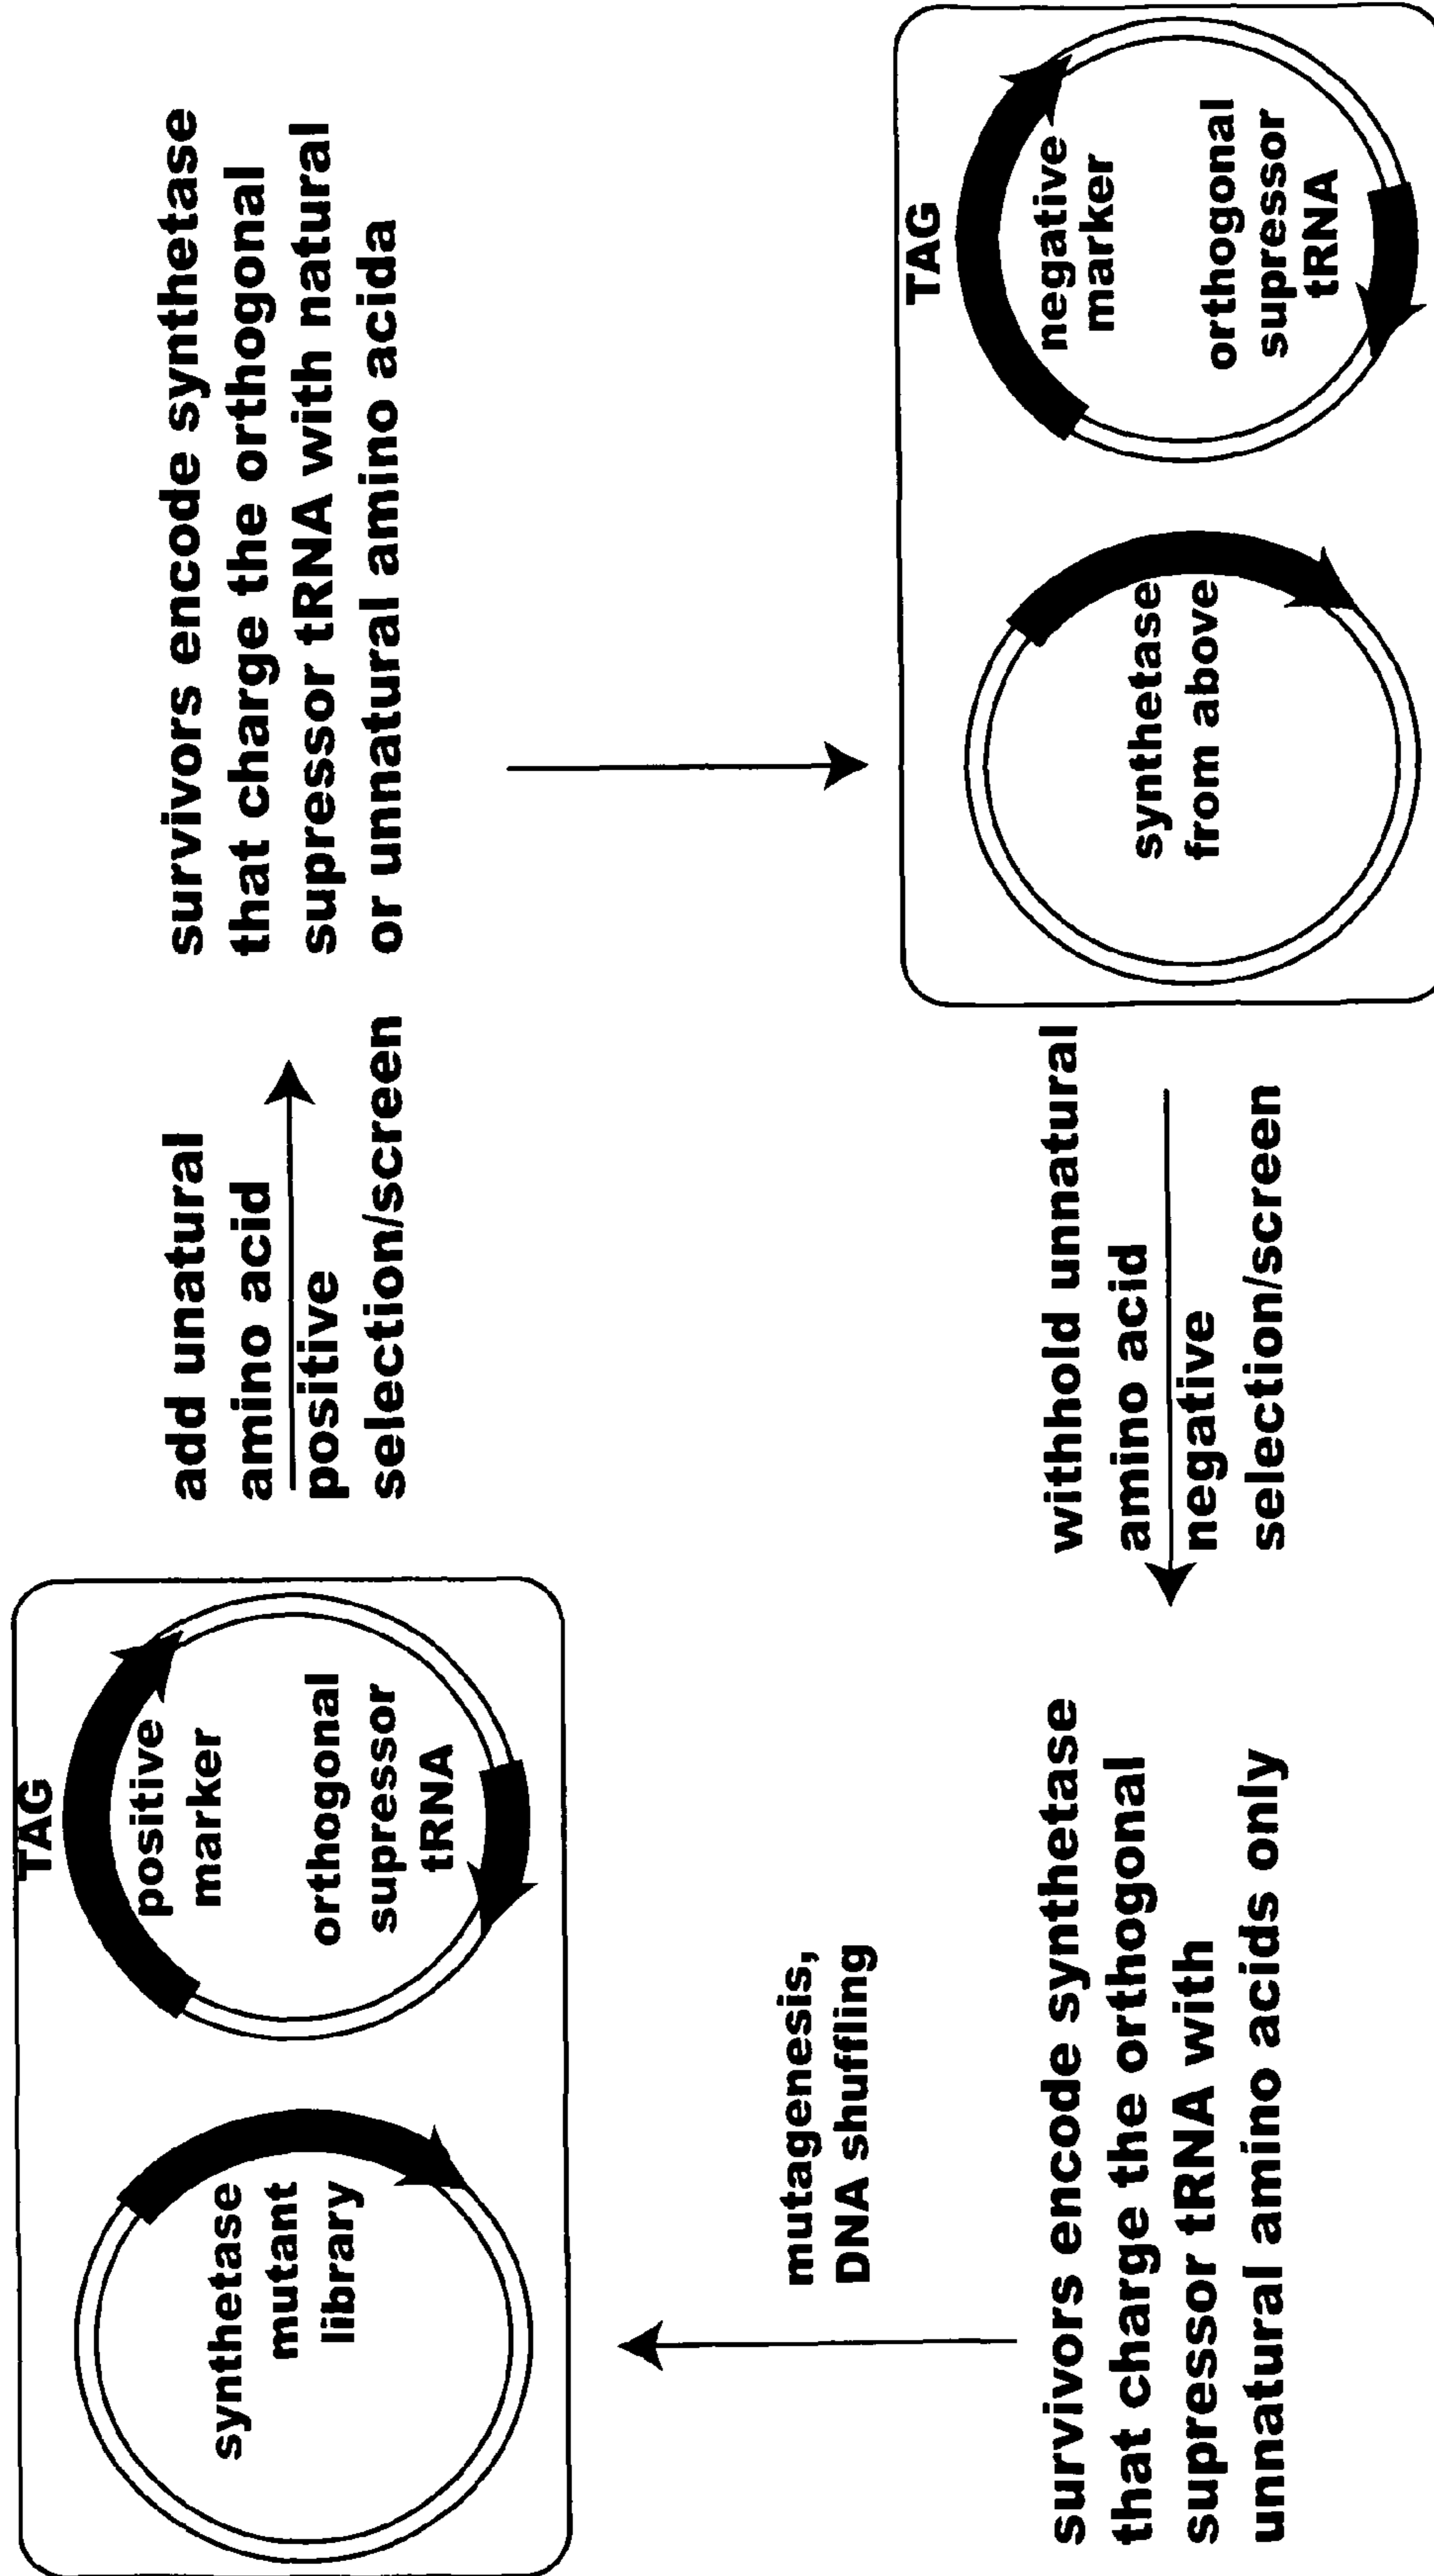 TAG
synthetase
mutant
library
positive
marker
orthogonal
supressor
tRNA
add unatural
amino acid
positive
selection/screen
survivors encode synthetase
that charge the orthogonal
supressor tRNA with natural
or unnatural amino acida
TAG
synthetase
from above
negative
marker
orthogonal
supressor
tRNA
withhold unnatural
amino acid
negative
selection/screen
survivors encode synthetase
that charge the orthogonal
supressor tRNA with
unnatural amino acids only
mutagenesis,
DNA shuffling